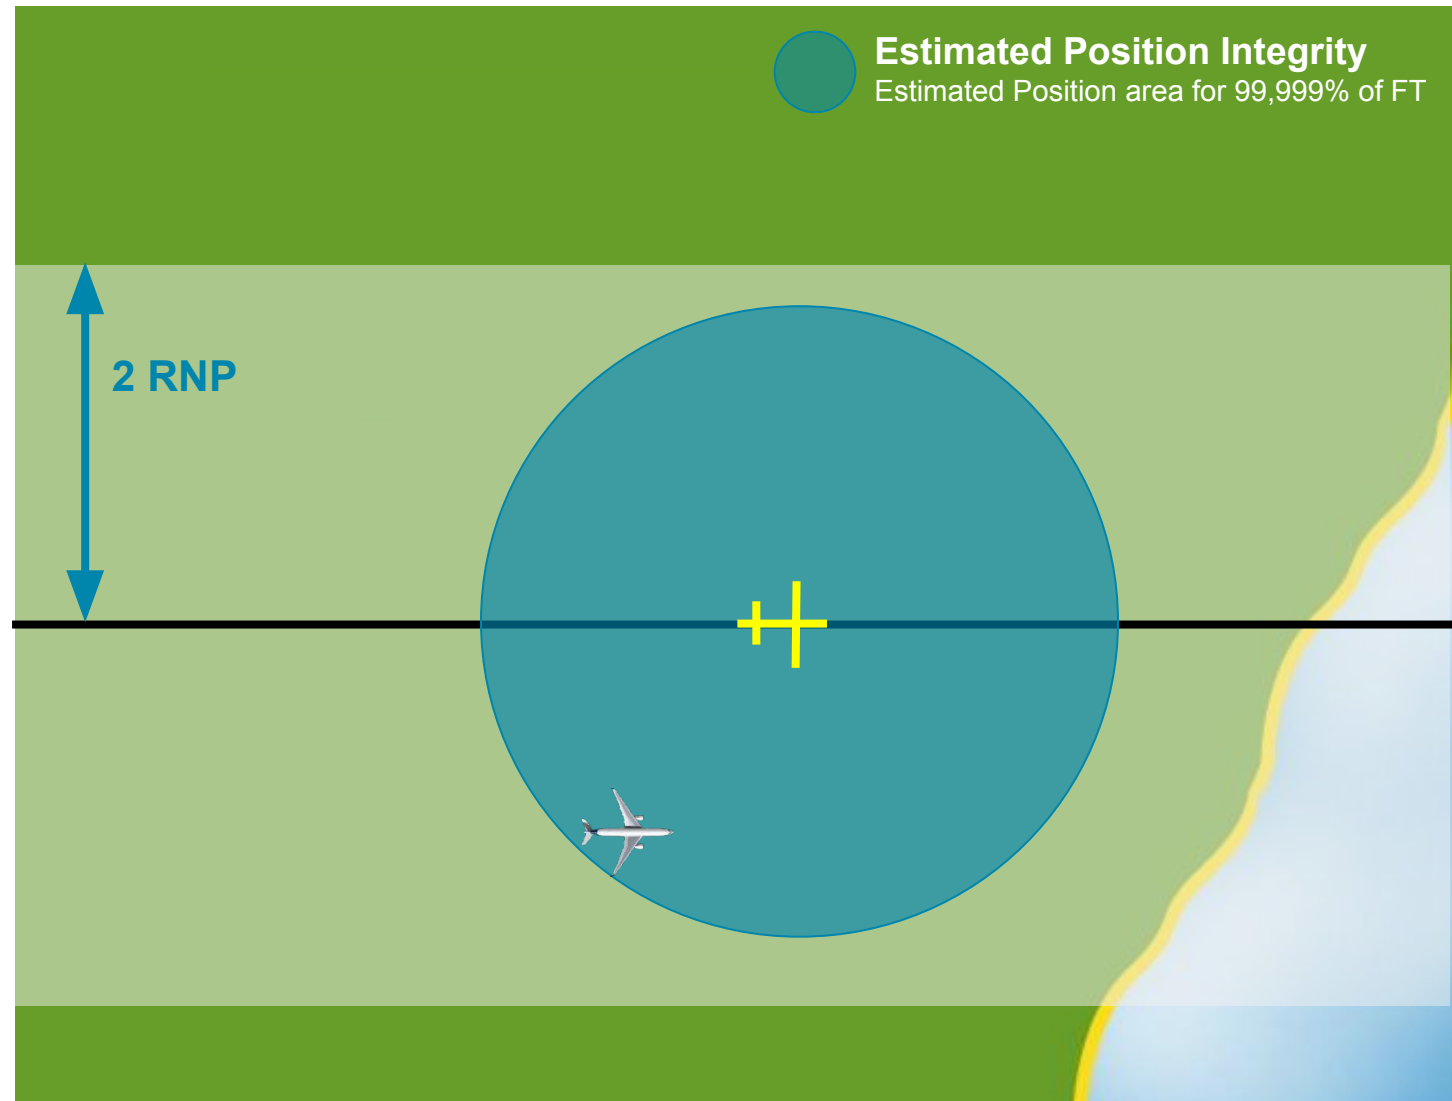 Estimated Position Integrity
Estimated Position area for 99,999% of FT
2 RNP